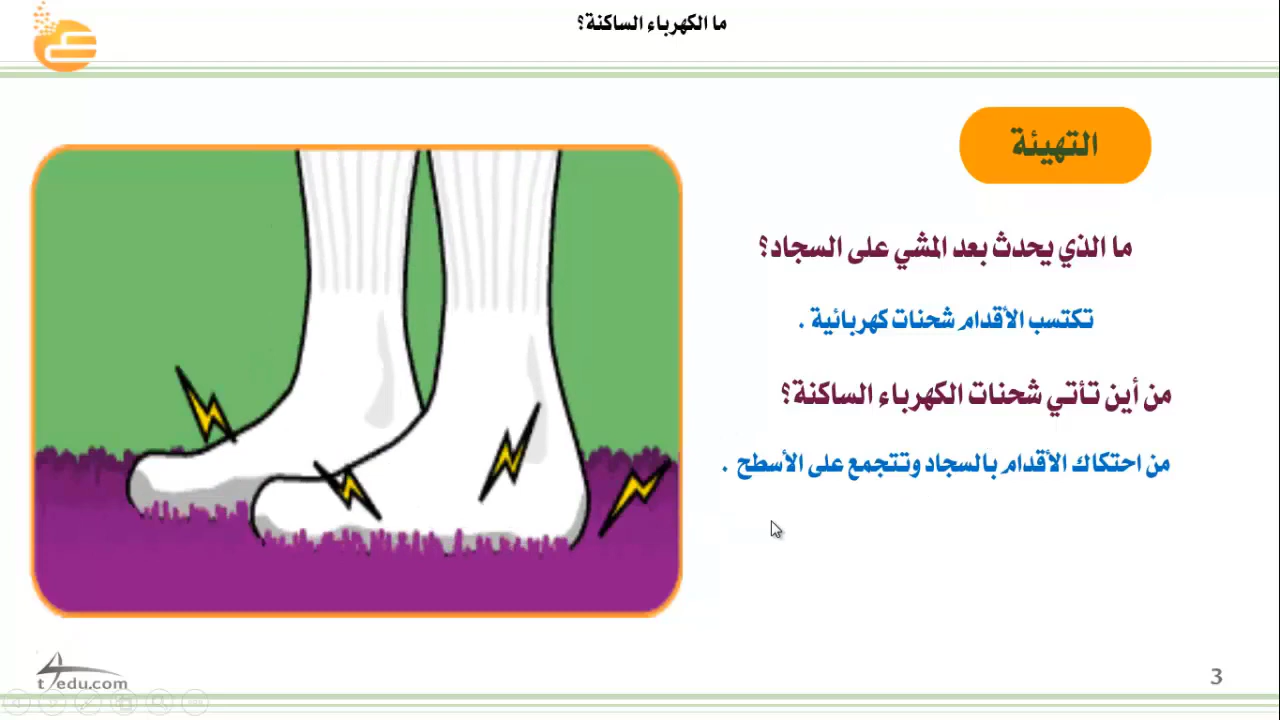 ما الكهرباء الساكنة؟
التهيئة
ما الذي يحدث بعد المشي على السجاد؟
تكتسب الأقدام شحنات كهربائية .
من أين تأتي شحنات الكهرباء الساكنة؟
من احتكاك الأقدام بالسجاد وتتجمع على الأسطح .
t4edu.com
3